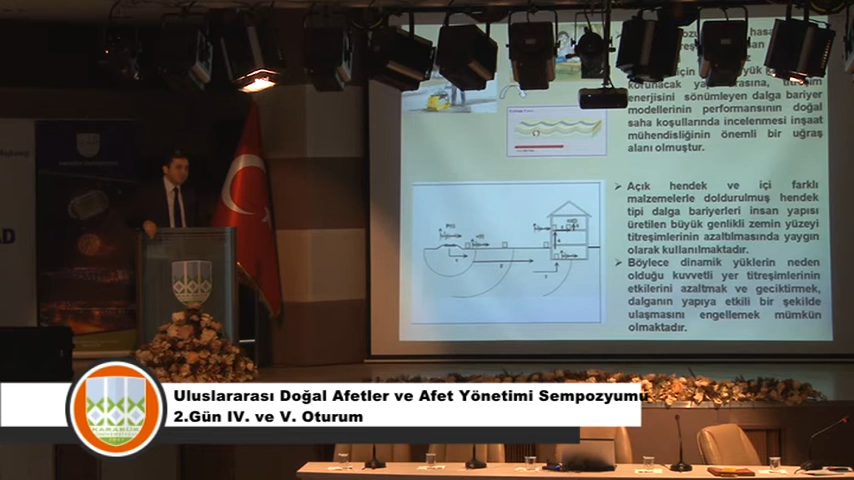 korunacak
enerjisini sönümleyen dalga bariyer
modellerinin performansının doğal
saha koşullarında incelenmesi inşaat
mühendisliğinin önemli bir uğraş
alanı olmuştur.
Açık hendek ve içi farklı
malzemelerle doldurulmuş hendek
tipi dalga bariyerleri insan yapısı
üretilen büyük genlikli zemin yüzeyi
titreşimlerinin azaltılmasında yaygın
olarak kullanılmaktadır.
Böylece dinamik yüklerin neden
olduğu kuvvetli yer titreşimlerinin
etkilerini azaltmak ve geciktirmek,
dalganın yapıya etkili bir şekilde
ulaşmasını engellemek mümkün
olmaktadır.
Uluslararası Doğal Afetler ve Afet Yönetimi Sempozyumu
2.Gün IV. ve V. Oturum
KARABÜK